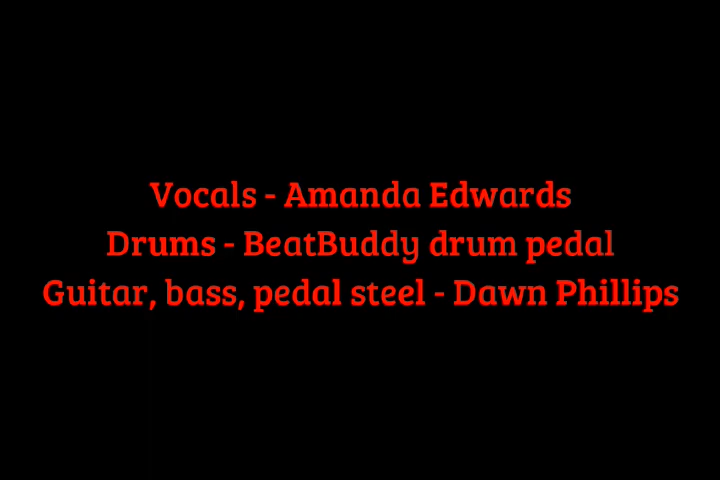 Vocals - Amanda Edwards
Drums - BeatBuddy drum pedal
Guitar, bass, pedal steel - Dawn Phillips